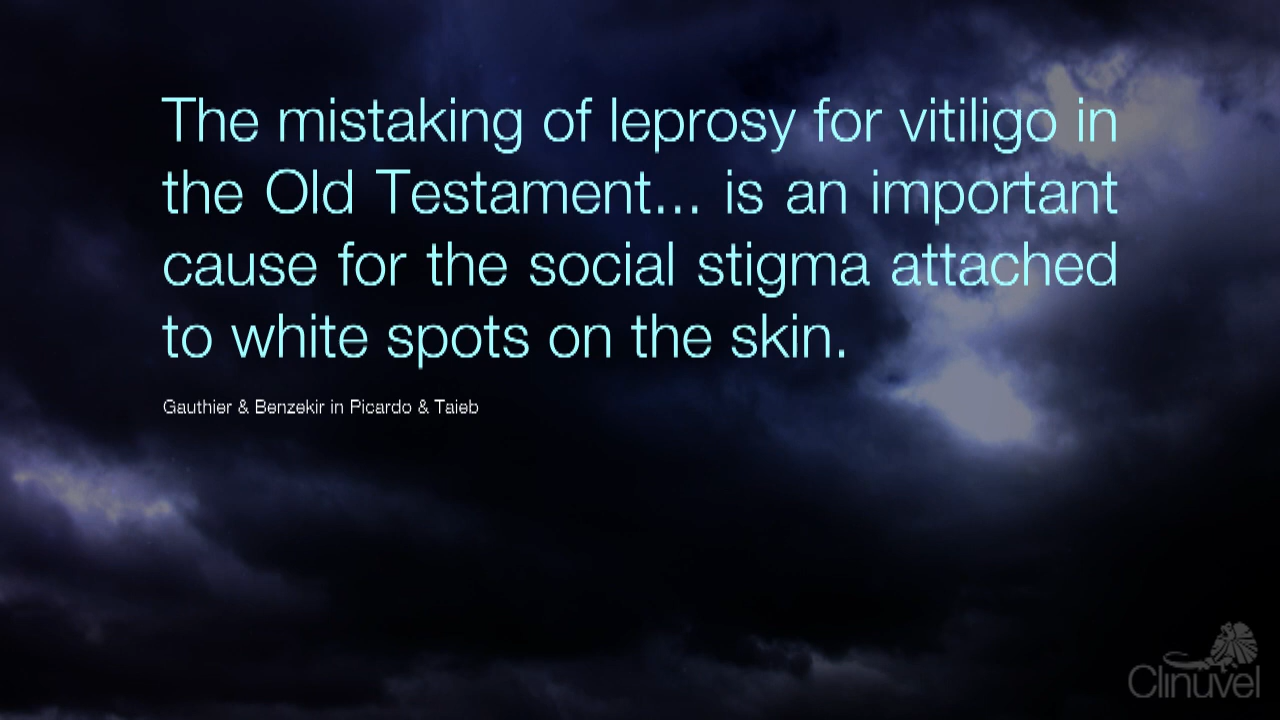 The mistaking of leprosy for vitiligo in
the Old Testament... is an important
cause for the social stigma attached
to white spots on the skin.
Gauthier & Benzekir in Picardo & Taieb
Clinuvel